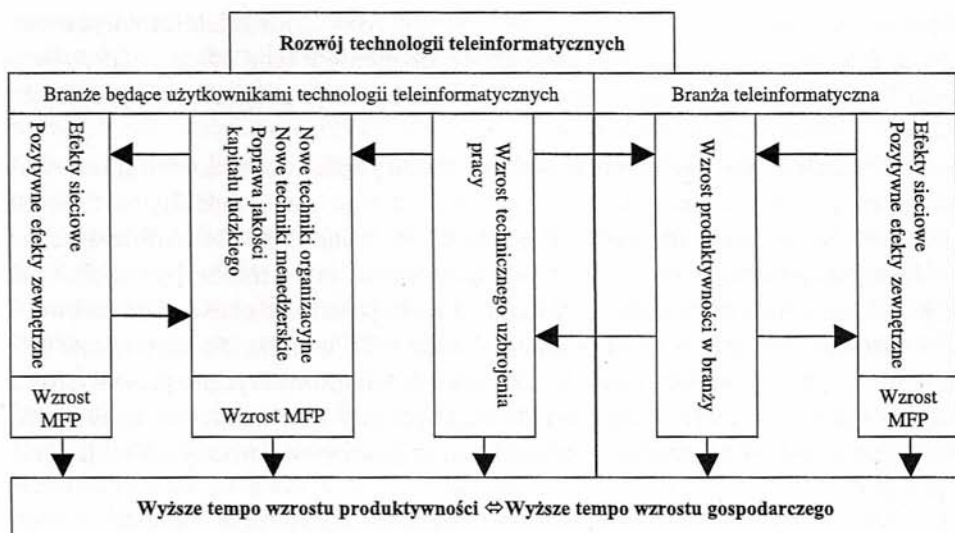 Rozwój technologii teleinformatycznych
Branże będące użytkownikami technologii teleinformatycznych
Branża teleinformatyczna
Efekty sieciowe
Pozytywne efekty zewnętrzne
Nowe techniki organizacyjne
Nowe techniki menedżerskie
Poprawa jakości
kapitału ludzkiego
Wzrost technicznego uzbrojenia
pracy
Wzrost produktywności w branży
Efekty sieciowe
Pozytywne efekty zewnętrzne
Wzrost
MFP
Wzrost MFP
Wzrost
MFP
Wyższe tempo wzrostu produktywności ⇔Wyższe tempo wzrostu gospodarczego